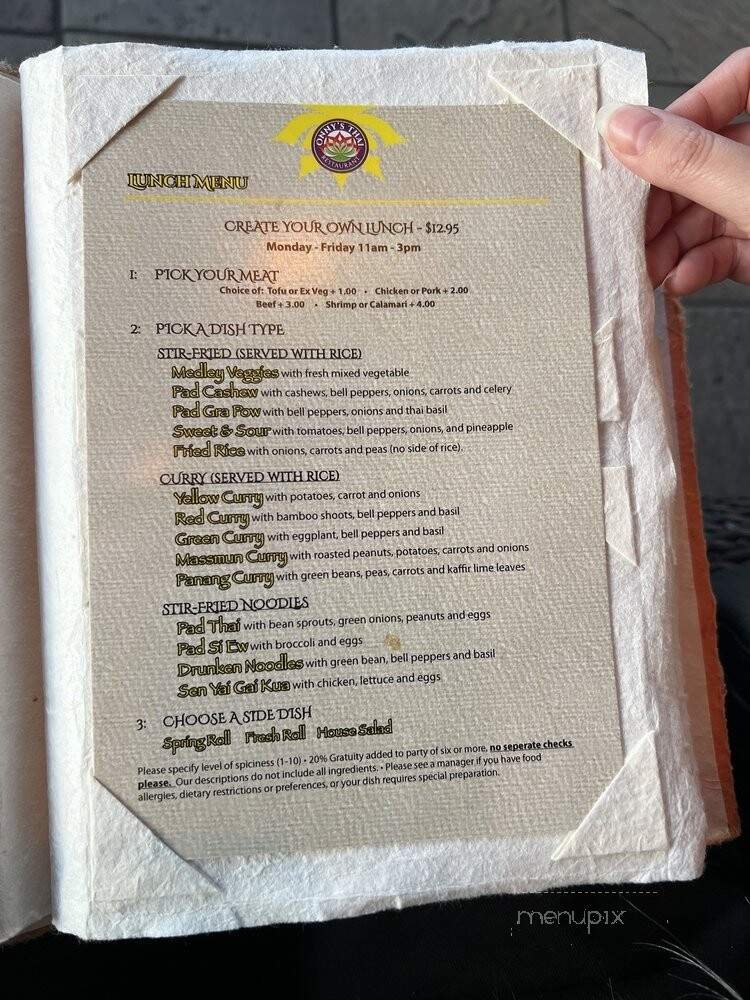 ONNY'S THAI
RESTAURANT
LUNCH MENU
CREATE YOUR OWN LUNCH - $12.95
Monday - Friday 11am - 3pm
1: PICK YOUR MEAT
Choice of: Tofu or Ex Veg + 1.00 • Chicken or Pork + 2.00
Beef + 3.00 • Shrimp or Calamari + 4.00
2: PICK A DISH TYPE
STIR-FRIED (SERVED WITH RICE)
Medley Veggies with fresh mixed vegetable
Pad Cashew with cashews, bell peppers, onions, carrots and celery
Pad Gra Pow with bell peppers, onions and thai basil
Sweet & Sour with tomatoes, bell peppers, onions, and pineapple
Fried Rice with onions, carrots and peas (no side of rice).
CURRY (SERVED WITH RICE)
Yellow Curry with potatoes, carrot and onions
Red Curry with bamboo shoots, bell peppers and basil
Green Curry with eggplant, bell peppers and basil
Massmun Curry with roasted peanuts, potatoes, carrots and onions
Panang Curry with green beans, peas, carrots and kaffir lime leaves
STIR-FRIED NOODLES
Pad Thai with bean sprouts, green onions, peanuts and eggs
Pad Si Ew with broccoli and eggs
Drunken Noodles with green bean, bell peppers and basil
Sen Yai Gai Kua with chicken, lettuce and eggs
3: CHOOSE A SIDE DISH
Spring Roll Fresh Roll House Salad
Please specify level of spiciness (1-10) • 20% Gratuity added to party of six or more, no seperate checks
please. Our descriptions do not include all ingredients. • Please see a manager if you have food
allergies, dietary restrictions or preferences, or your dish requires special preparation.
menupix